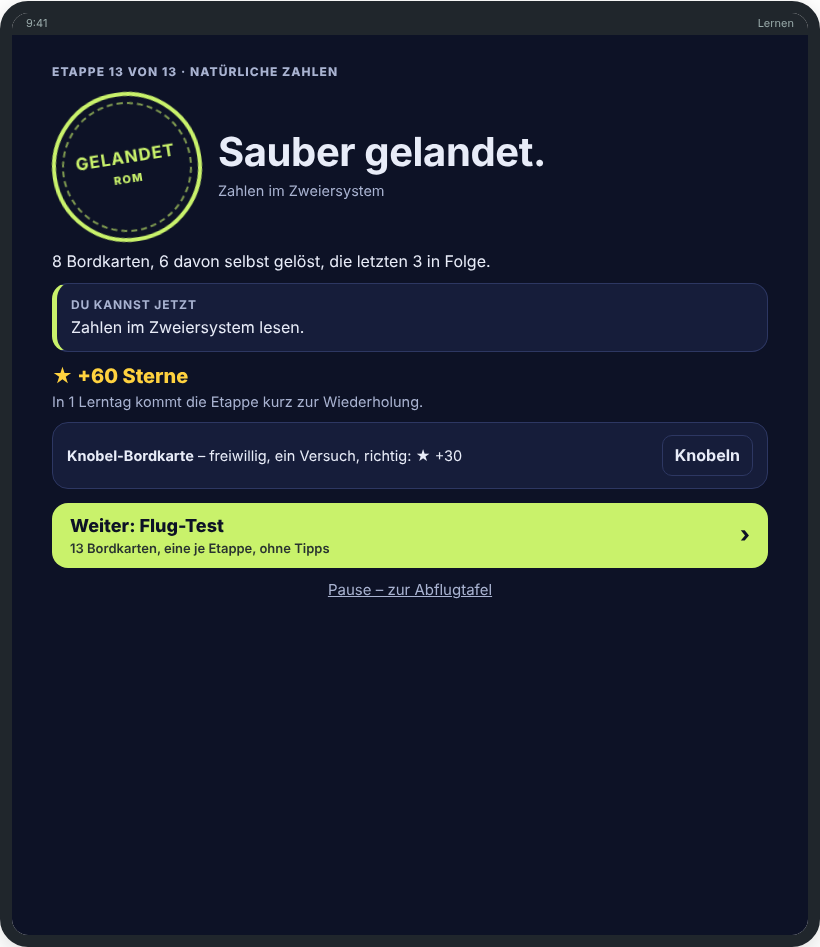 9:41
Lernen
ETAPPE 13 VON 13 · NATÜRLICHE ZAHLEN
GELANDET
ROM
Sauber gelandet.
Zahlen im Zweiersystem
8 Bordkarten, 6 davon selbst gelöst, die letzten 3 in Folge.
DU KANNST JETZT
Zahlen im Zweiersystem lesen.
★ +60 Sterne
In 1 Lerntag kommt die Etappe kurz zur Wiederholung.
Knobel-Bordkarte – freiwillig, ein Versuch, richtig: ★ +30
Knobeln
Weiter: Flug-Test
13 Bordkarten, eine je Etappe, ohne Tipps
›
Pause – zur Abflugtafel